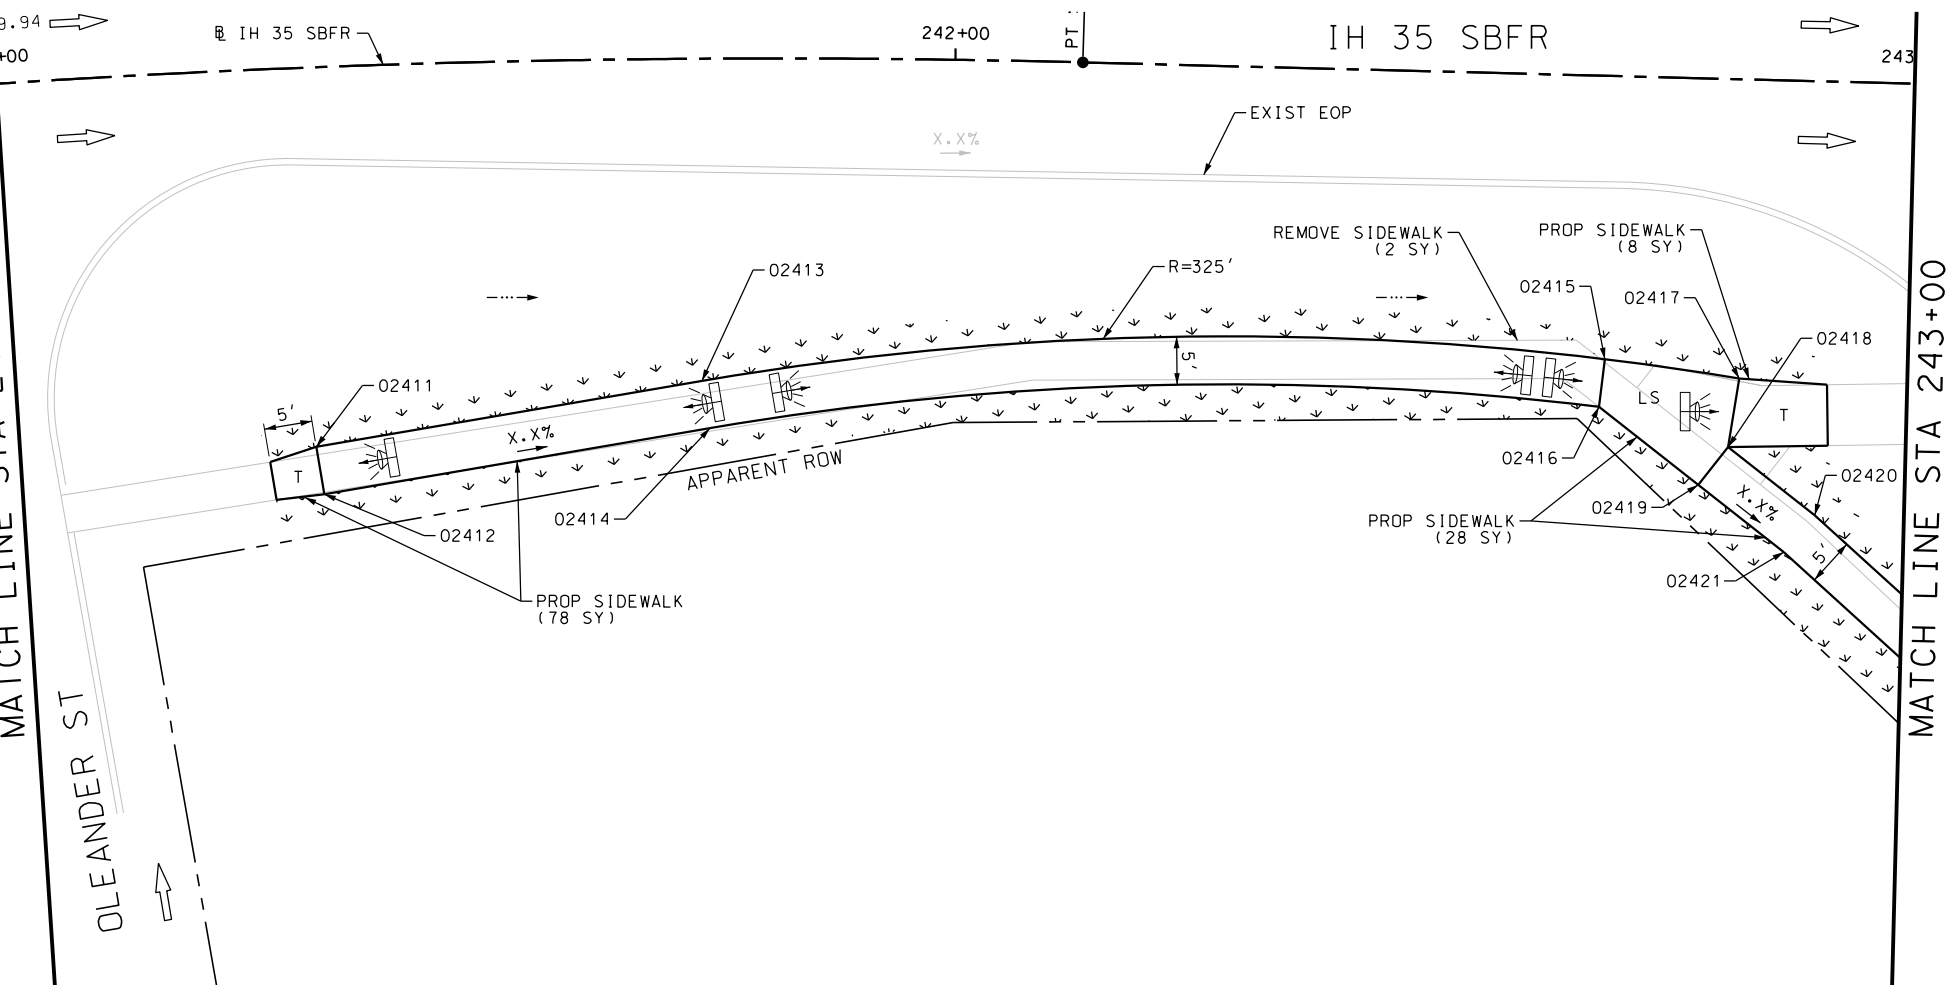 9.94
+00
BL IH 35 SBFR
242+00
PT
IH 35 SBFR
243
EXIST EOP
X.X%
REMOVE SIDEWALK
(2 SY)
PROP SIDEWALK
(8 SY)
R=325'
02413
02415
02417
02418
5'
02411
5'
LS
T
X.X%
T
APPARENT ROW
02416
02420
02414
02412
02419
X.X%
PROP SIDEWALK
(28 SY)
5'
02421
PROP SIDEWALK
(78 SY)
MATCH LINE STA
OLEANDER ST
MATCH LINE STA 243+00